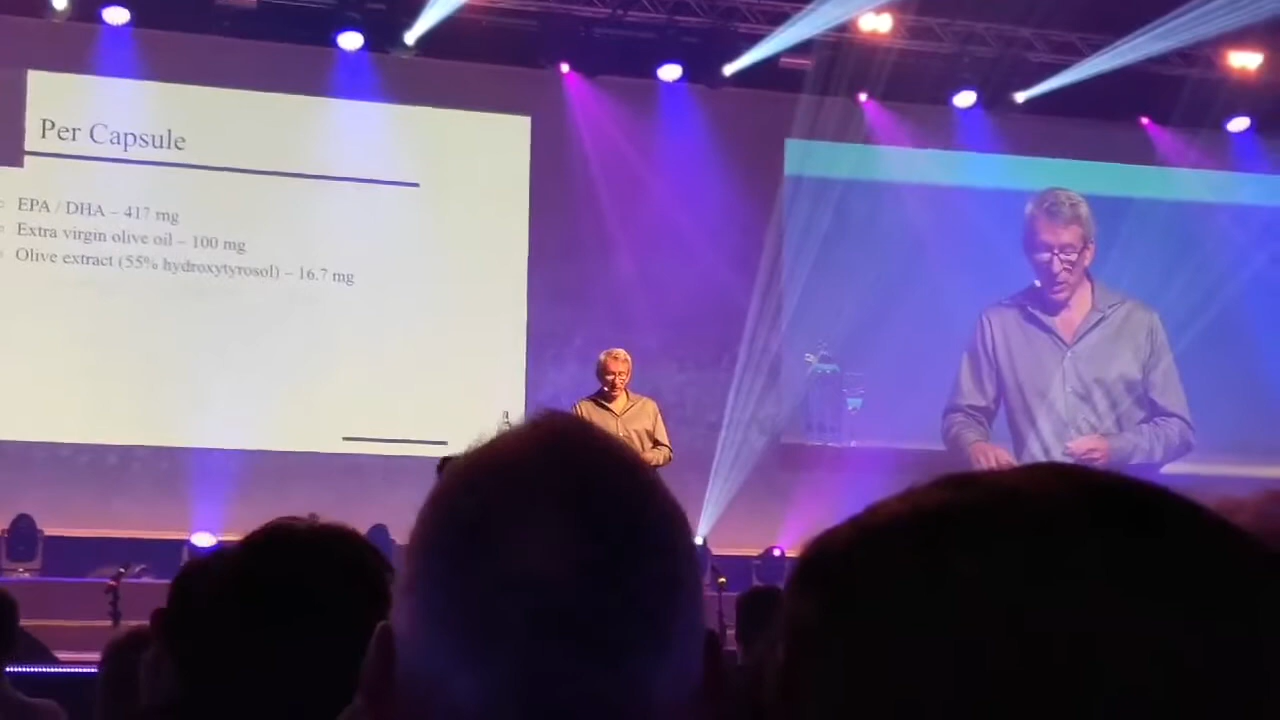 Per Capsule
EPA / DHA – 417 mg
Extra virgin olive oil – 100 mg
Olive extract (55% hydroxytyrosol) – 16.7 mg